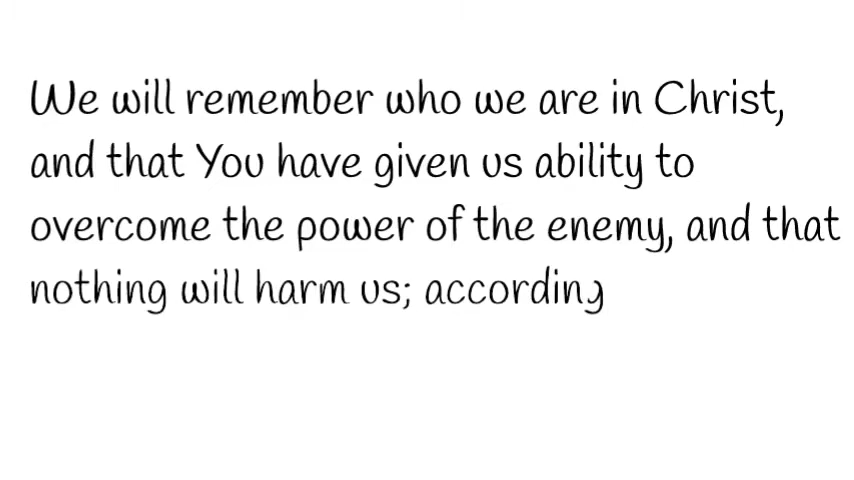 We will remember who we are in Christ,
and that You have given us ability to
overcome the power of the enemy, and that
nothing will harm us; according